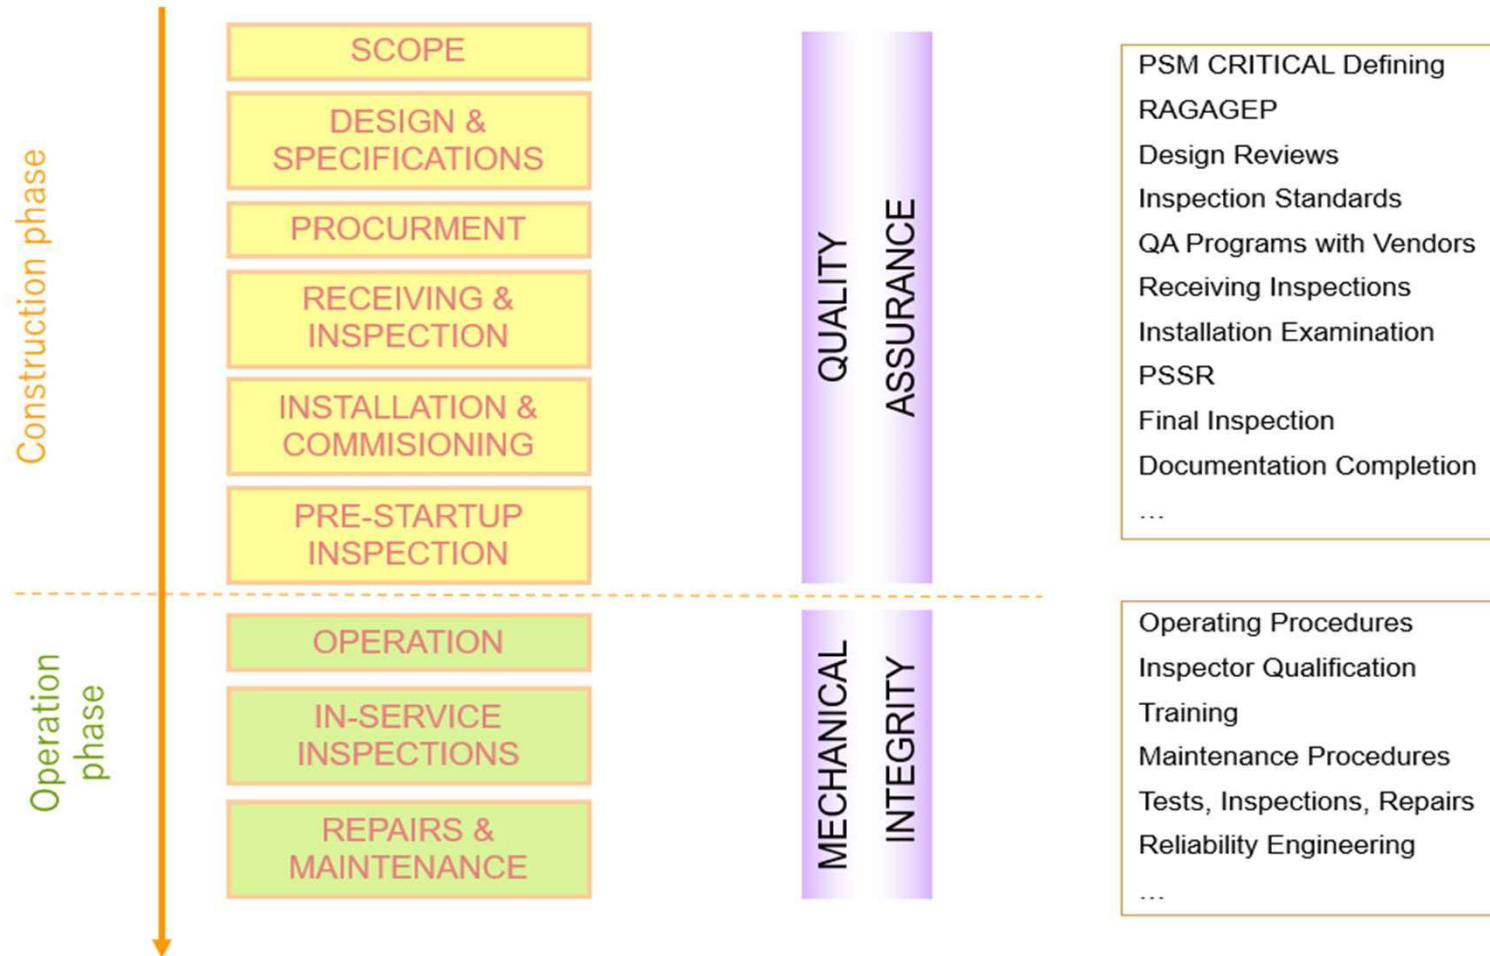 Construction phase
SCOPE
DESIGN &
SPECIFICATIONS
PROCURMENT
RECEIVING &
INSPECTION
INSTALLATION &
COMMISIONING
PRE-STARTUP
INSPECTION
QUALITY
ASSURANCE
PSM CRITICAL Defining
RAGAGEP
Design Reviews
Inspection Standards
QA Programs with Vendors
Receiving Inspections
Installation Examination
PSSR
Final Inspection
Documentation Completion
...
Operation
phase
OPERATION
IN-SERVICE
INSPECTIONS
REPAIRS &
MAINTENANCE
MECHANICAL
INTEGRITY
Operating Procedures
Inspector Qualification
Training
Maintenance Procedures
Tests, Inspections, Repairs
Reliability Engineering
...